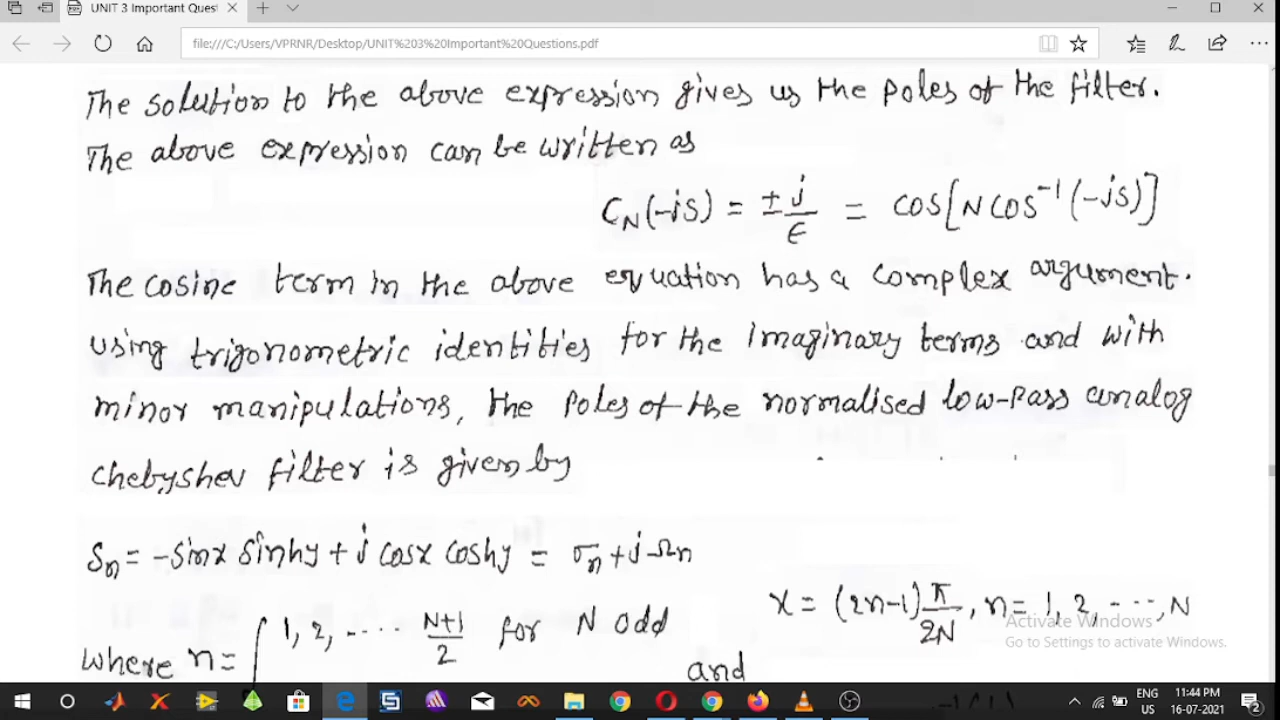 UNIT 3 Important Quest
file:///C:/Users/VPRNR/Desktop/UNIT%203%20Important%20Questions.pdf
The solution to the above expression gives us the poles of the filter.
The above expression can be written as
C_N(-js) = ±j/ε = cos[N cos⁻¹(-js)]
The cosine term in the above equation has a complex argument.
using trigonometric identities for the imaginary terms and with
minor manipulations, the poles of the normalised low-pass analog
chebyshev filter is given by
S_n = -sinx sinhy + j cosx coshy = σ_n + jΩ_n
x = (2n-1)π/2N, n = 1, 2, ...., N
where n = { 1, 2, .... N+1/2 for N odd
and
Activate Windows
Go to Settings to activate Windows.
ENG
US
11:44 PM
16-07-2021
2